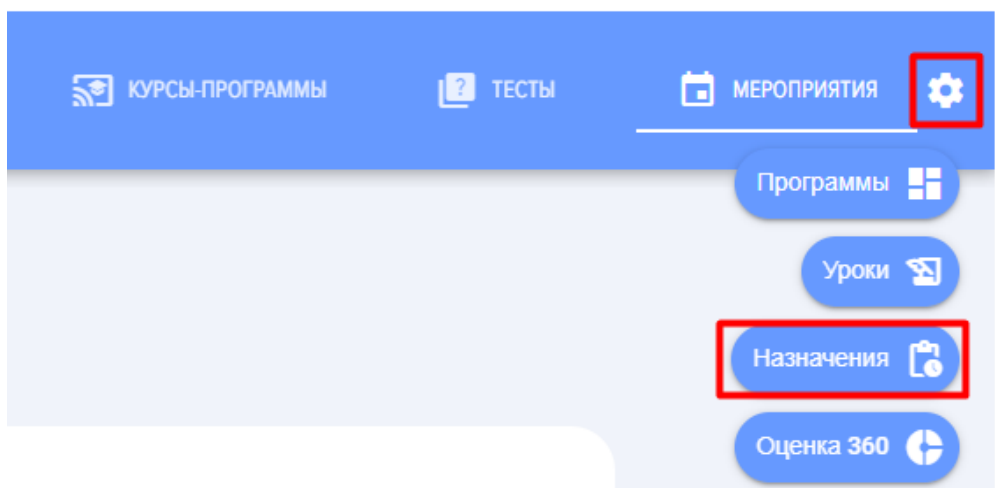 КУРСЫ-ПРОГРАММЫ ? ТЕСТЫ МЕРОПРИЯТИЯ
Программы
Уроки
Назначения
Оценка 360